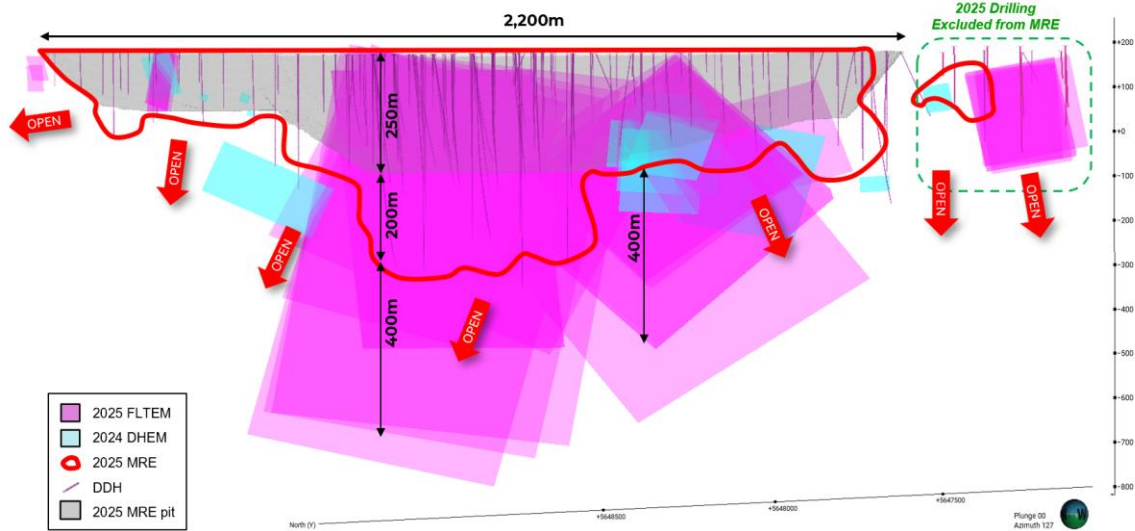 2,200m
2025 Drilling
Excluded from MRE
+200
+100
+0
-100
-200
-300
-400
-500
-600
-700
-800
250m
200m
400m
400m
OPEN
OPEN
OPEN
OPEN
OPEN
OPEN
OPEN
2025 FLTEM
2024 DHEM
2025 MRE
DDH
2025 MRE pit
North (Y)
+5648500
+5648000
+5647500
Plunge 00
Azimuth 127
W